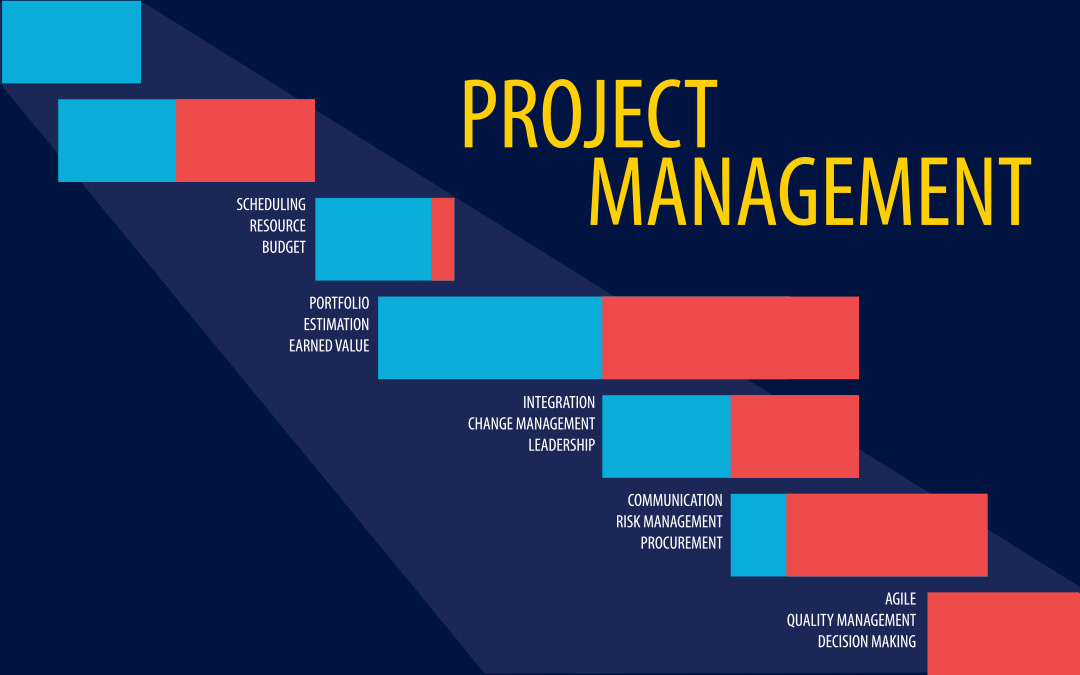 PROJECT
MANAGEMENT
SCHEDULING
RESOURCE
BUDGET
PORTFOLIO
ESTIMATION
EARNED VALUE
INTEGRATION
CHANGE MANAGEMENT
LEADERSHIP
COMMUNICATION
RISK MANAGEMENT
PROCUREMENT
AGILE
QUALITY MANAGEMENT
DECISION MAKING